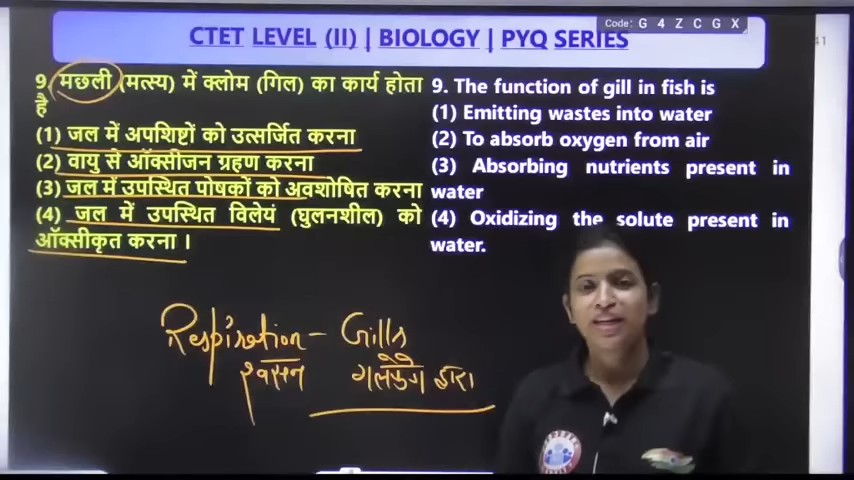 Code: G 4 Z C G X
CTET LEVEL (II) | BIOLOGY | PYQ SERIES
41
9. मछली (मत्स्य) में क्लोम (गिल) का कार्य होता
है
(1) जल में अपशिष्टों को उत्सर्जित करना
(2) वायु से ऑक्सीजन ग्रहण करना
(3) जल में उपस्थित पोषकों को अवशोषित करना
(4) जल में उपस्थित विलेयं (घुलनशील) को
ऑक्सीकृत करना ।
9. The function of gill in fish is
(1) Emitting wastes into water
(2) To absorb oxygen from air
(3) Absorbing nutrients present in
water
(4) Oxidizing the solute present in
water.
Respiration – Gills
श्वसन द्वारा